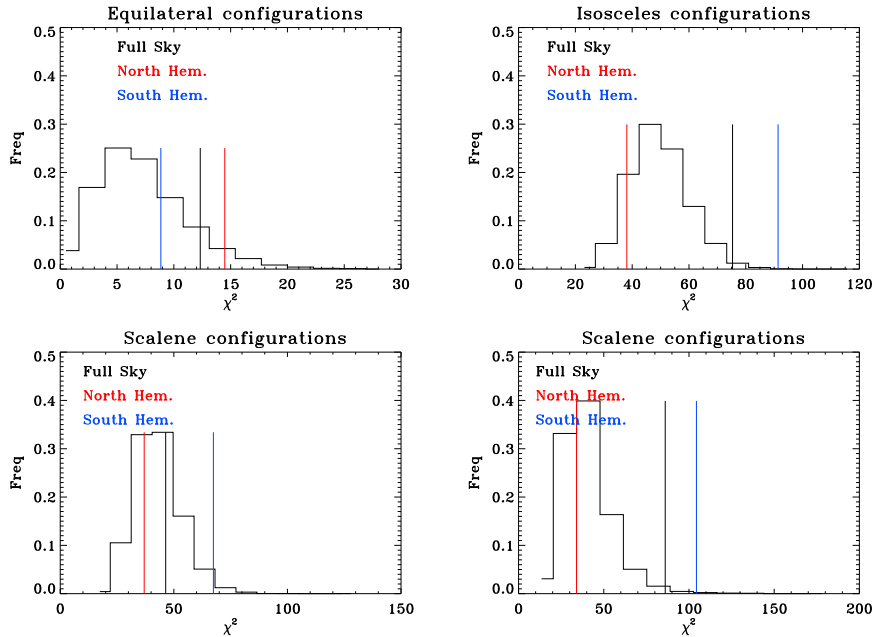 Equilateral configurations
0.5
0.4
0.3
0.2
0.1
0.0
Freq
Full Sky
North Hem.
South Hem.
0 5 10 15 20 25 30
χ²
Isosceles configurations
0.5
0.4
0.3
0.2
0.1
0.0
Freq
Full Sky
North Hem.
South Hem.
0 20 40 60 80 100 120
χ²
Scalene configurations
0.5
0.4
0.3
0.2
0.1
0.0
Freq
Full Sky
North Hem.
South Hem.
0 50 100 150
χ²
Scalene configurations
0.5
0.4
0.3
0.2
0.1
0.0
Freq
Full Sky
North Hem.
South Hem.
0 50 100 150 200
χ²